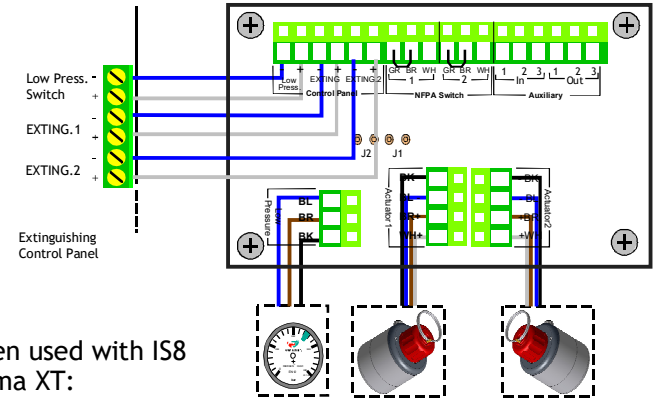 Low Press. -
Switch +
-
EXTING.1 +
-
EXTING.2 +
Extinguishing
Control Panel
- + - + - +
Low Press. EXTING EXTING.2
Control Panel
GR BR WH GR BR WH
1 2
NFPA Switch
1 2 3 1 2 3
In Out
Auxiliary
J2 J1
Low Pressure
BL
BR
BK
Actuator1
BK
BL
BR+
WH+
+BK
BL
+BR
+WH
Actuator2
en used with IS8
ma XT: